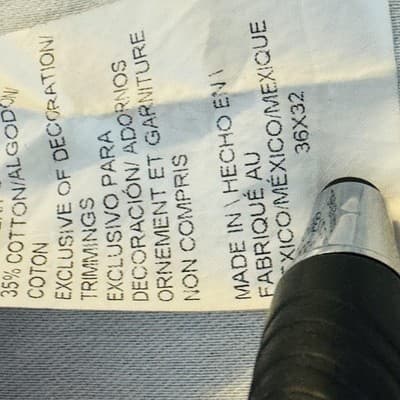 35% COTTON/ALGODÓN/
COTON
EXCLUSIVE OF DECORATION/
TRIMMINGS
EXCLUSIVO PARA
DECORACIÓN/ ADORNOS
ORNEMENT ET GARNITURE
NON COMPRIS
MADE IN \ HECHO EN \
FABRIQUÉ AU
MEXICO/MÉXICO/MEXIQUE
36X32